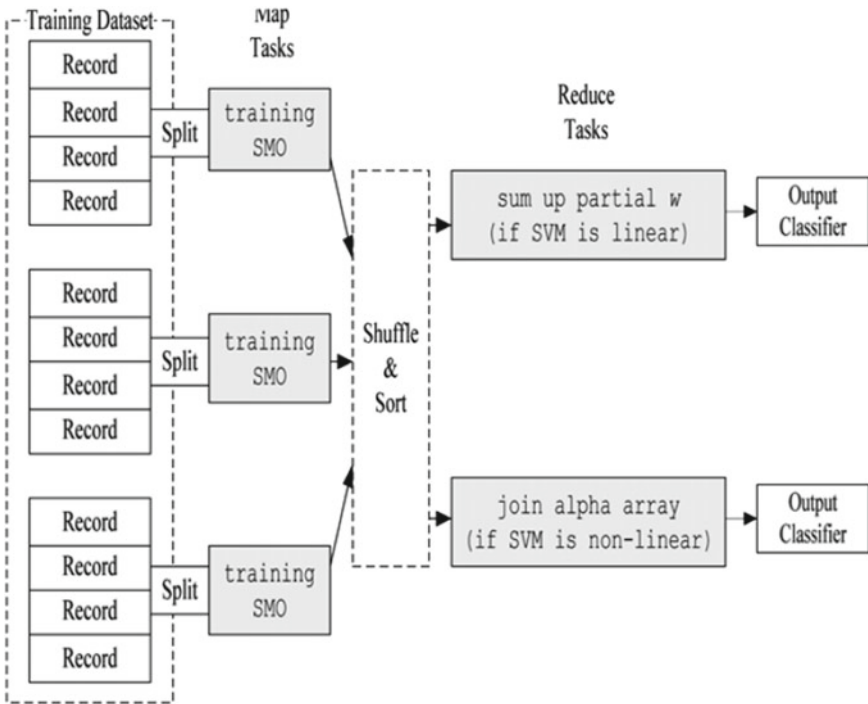 Training Dataset
Record
Record
Record
Record
Split
Record
Record
Record
Record
Split
Record
Record
Record
Record
Split
Map
Tasks
training
SMO
training
SMO
training
SMO
Shuffle
&
Sort
Reduce
Tasks
sum up partial w
(if SVM is linear)
join alpha array
(if SVM is non-linear)
Output
Classifier
Output
Classifier